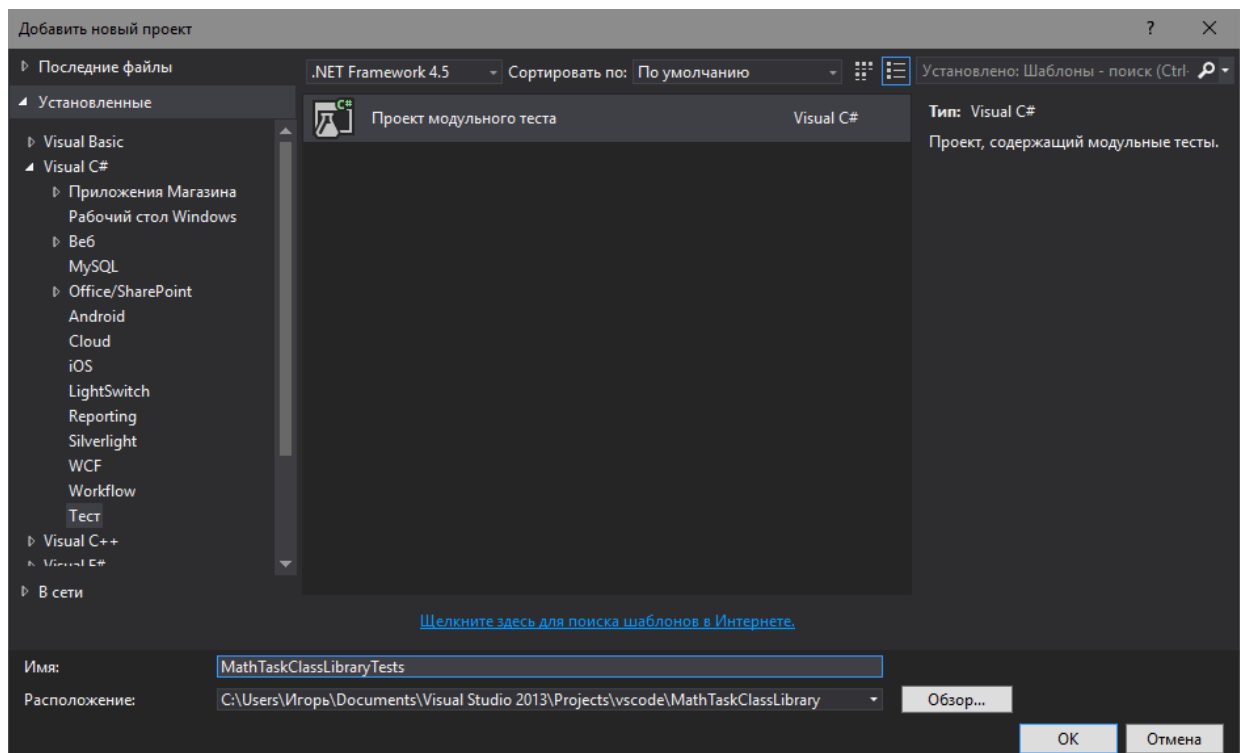 Добавить новый проект ? ×
Последние файлы
.NET Framework 4.5 Сортировать по: По умолчанию
Установлено: Шаблоны - поиск (Ctrl-
Установленные
Visual Basic
Visual C#
Приложения Магазина
Рабочий стол Windows
Веб
MySQL
Office/SharePoint
Android
Cloud
iOS
LightSwitch
Reporting
Silverlight
WCF
Workflow
Тест
Visual C++
Visual F#
В сети
C#
Проект модульного теста Visual C#
Тип: Visual C#
Проект, содержащий модульные тесты.
Щелкните здесь для поиска шаблонов в Интернете.
Имя: MathTaskClassLibraryTests
Расположение: C:\Users\Игорь\Documents\Visual Studio 2013\Projects\vscode\MathTaskClassLibrary
Обзор...
ОК Отмена